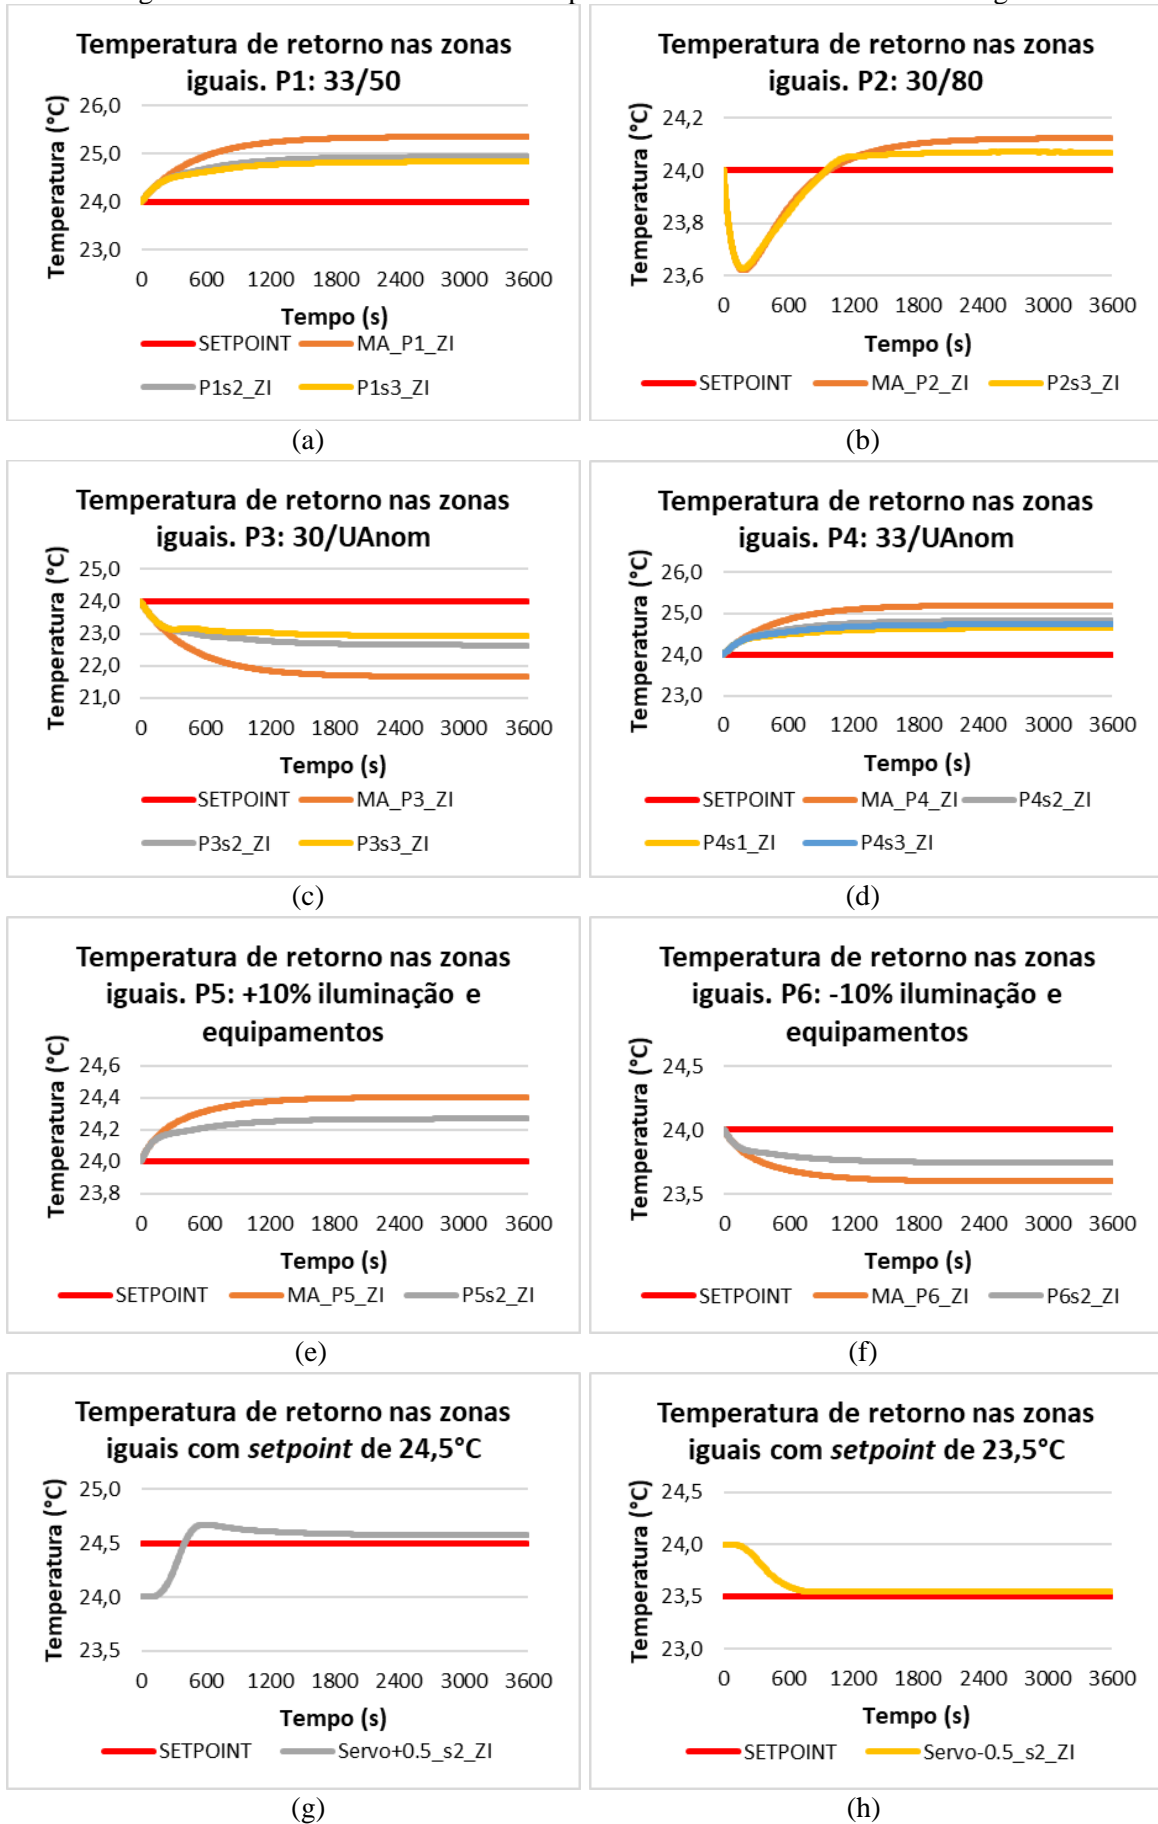 Temperatura de retorno nas zonas
iguais. P1: 33/50
Temperatura (°C)
26,0
25,0
24,0
23,0
0 600 1200 1800 2400 3000 3600
Tempo (s)
SETPOINT MA_P1_ZI
P1s2_ZI P1s3_ZI
(a)
Temperatura de retorno nas zonas
iguais. P2: 30/80
Temperatura (°C)
24,2
24,0
23,8
23,6
0 600 1200 1800 2400 3000 3600
Tempo (s)
SETPOINT MA_P2_ZI P2s3_ZI
(b)
Temperatura de retorno nas zonas
iguais. P3: 30/UAnom
Temperatura (°C)
25,0
24,0
23,0
22,0
21,0
0 600 1200 1800 2400 3000 3600
Tempo (s)
SETPOINT MA_P3_ZI
P3s2_ZI P3s3_ZI
(c)
Temperatura de retorno nas zonas
iguais. P4: 33/UAnom
Temperatura (°C)
26,0
25,0
24,0
23,0
0 600 1200 1800 2400 3000 3600
Tempo (s)
SETPOINT MA_P4_ZI P4s2_ZI
P4s1_ZI P4s3_ZI
(d)
Temperatura de retorno nas zonas
iguais. P5: +10% iluminação e
equipamentos
Temperatura (°C)
24,6
24,4
24,2
24,0
23,8
0 600 1200 1800 2400 3000 3600
Tempo (s)
SETPOINT MA_P5_ZI P5s2_ZI
(e)
Temperatura de retorno nas zonas
iguais. P6: -10% iluminação e
equipamentos
Temperatura (°C)
24,5
24,0
23,5
0 600 1200 1800 2400 3000 3600
Tempo (s)
SETPOINT MA_P6_ZI P6s2_ZI
(f)
Temperatura de retorno nas zonas
iguais com setpoint de 24,5°C
Temperatura (°C)
25,0
24,5
24,0
23,5
0 600 1200 1800 2400 3000 3600
Tempo (s)
SETPOINT Servo+0.5_s2_ZI
(g)
Temperatura de retorno nas zonas
iguais com setpoint de 23,5°C
Temperatura (°C)
24,5
24,0
23,5
23,0
0 600 1200 1800 2400 3000 3600
Tempo (s)
SETPOINT Servo-0.5_s2_ZI
(h)